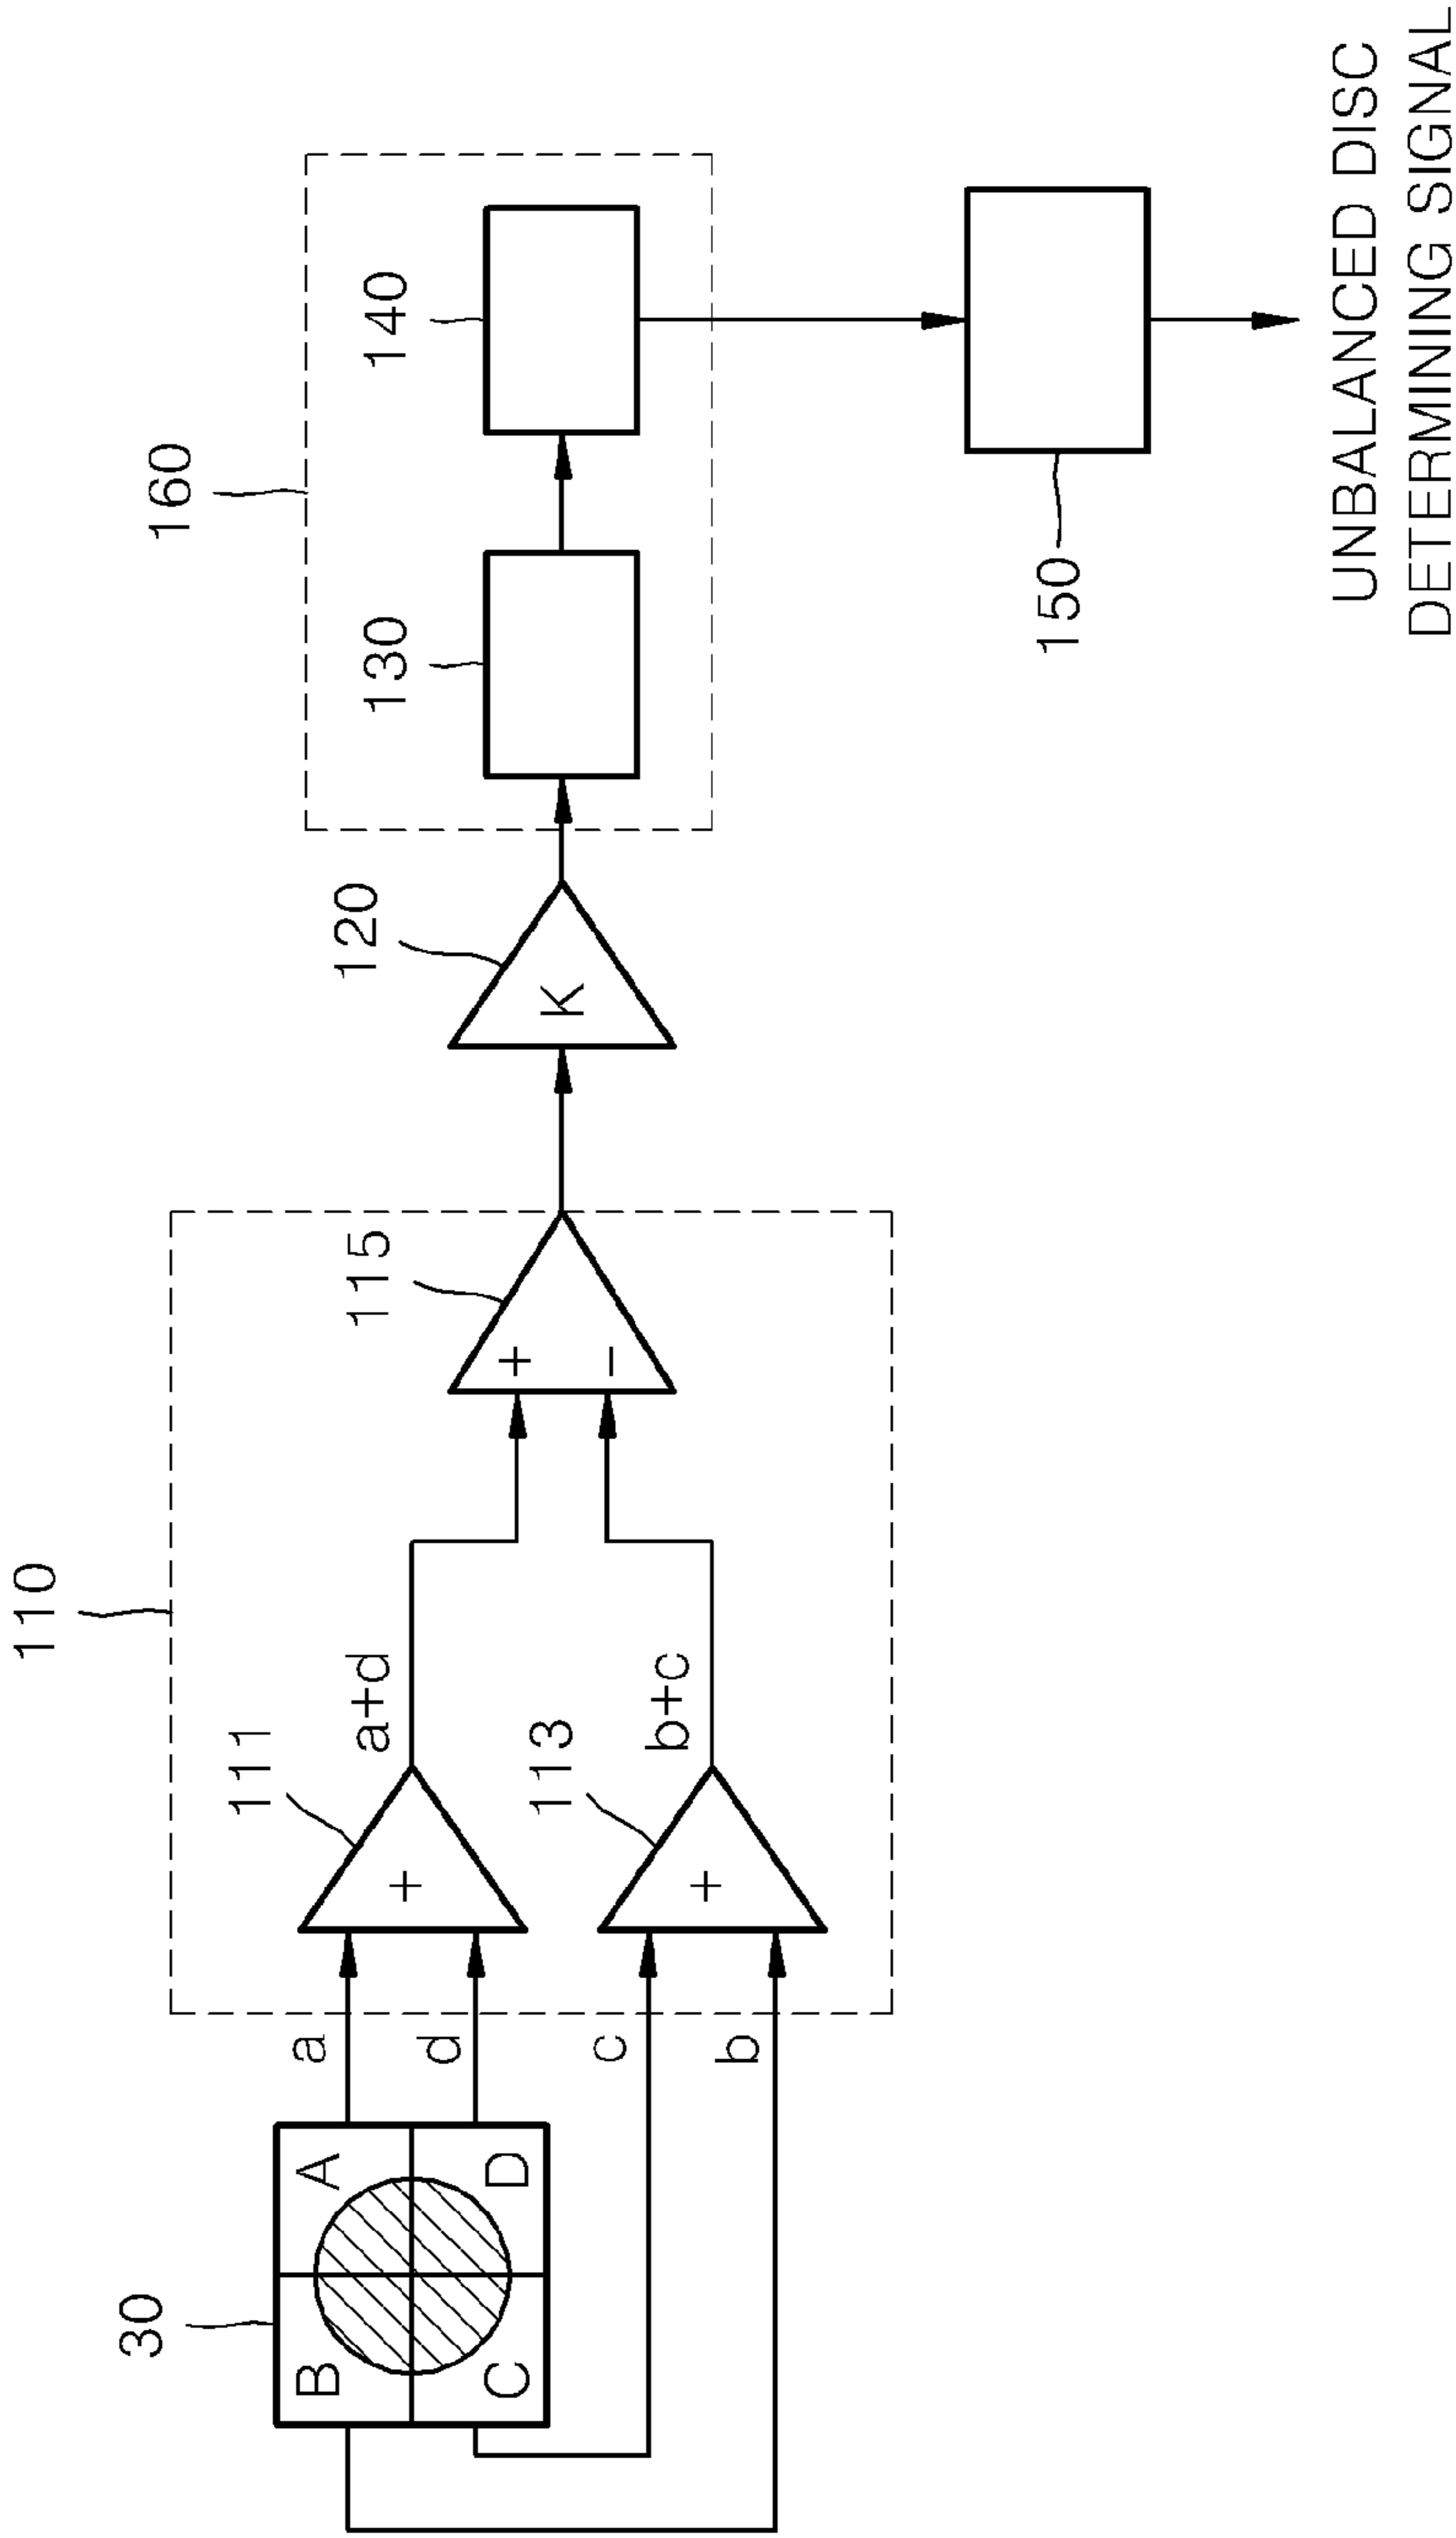 110
160
30
B
A
C
D
a
d
c
b
111
+
a+d
113
+
b+c
115
+
−
120
K
130
140
150
UNBALANCED DISC
DETERMINING SIGNAL